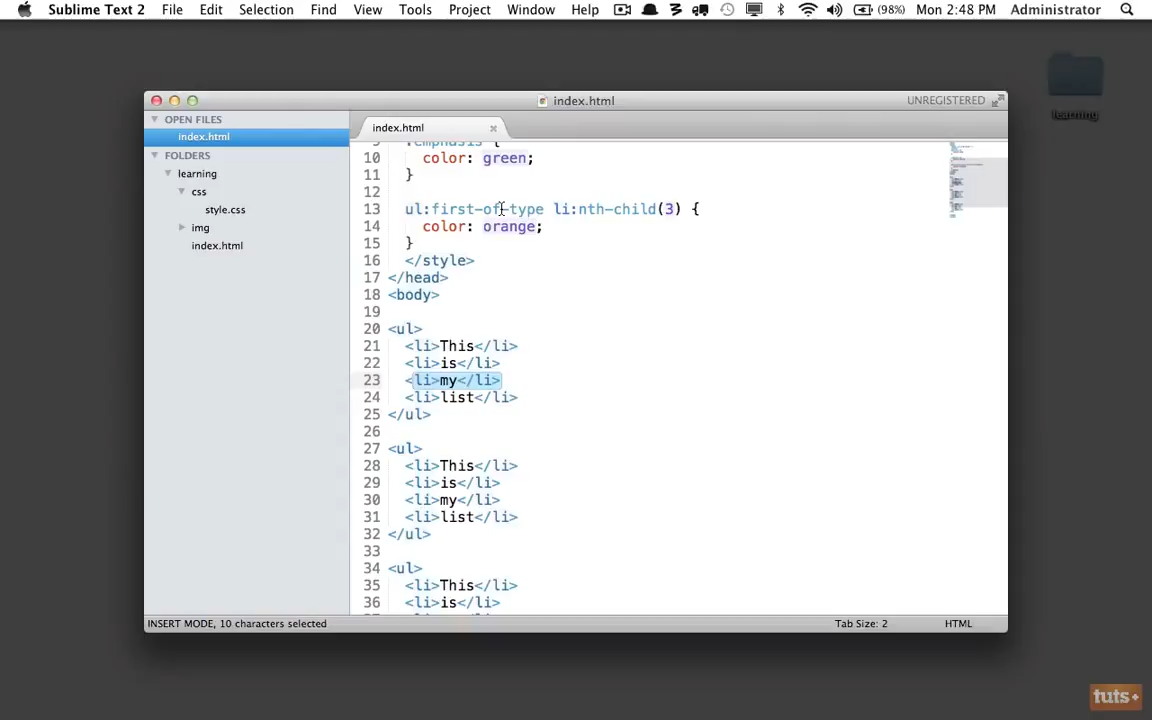 Sublime Text 2 File Edit Selection Find View Tools Project Window Help (98%) Mon 2:48 PM Administrator
learning
index.html UNREGISTERED
OPEN FILES
index.html
FOLDERS
learning
css
style.css
img
index.html
index.html
9 .emphasis {
10 color: green;
11 }
12
13 ul:first-of-type li:nth-child(3) {
14 color: orange;
15 }
16 </style>
17 </head>
18 <body>
19
20 <ul>
21 <li>This</li>
22 <li>is</li>
23 <li>my</li>
24 <li>list</li>
25 </ul>
26
27 <ul>
28 <li>This</li>
29 <li>is</li>
30 <li>my</li>
31 <li>list</li>
32 </ul>
33
34 <ul>
35 <li>This</li>
36 <li>is</li>
INSERT MODE, 10 characters selected Tab Size: 2 HTML
tuts+